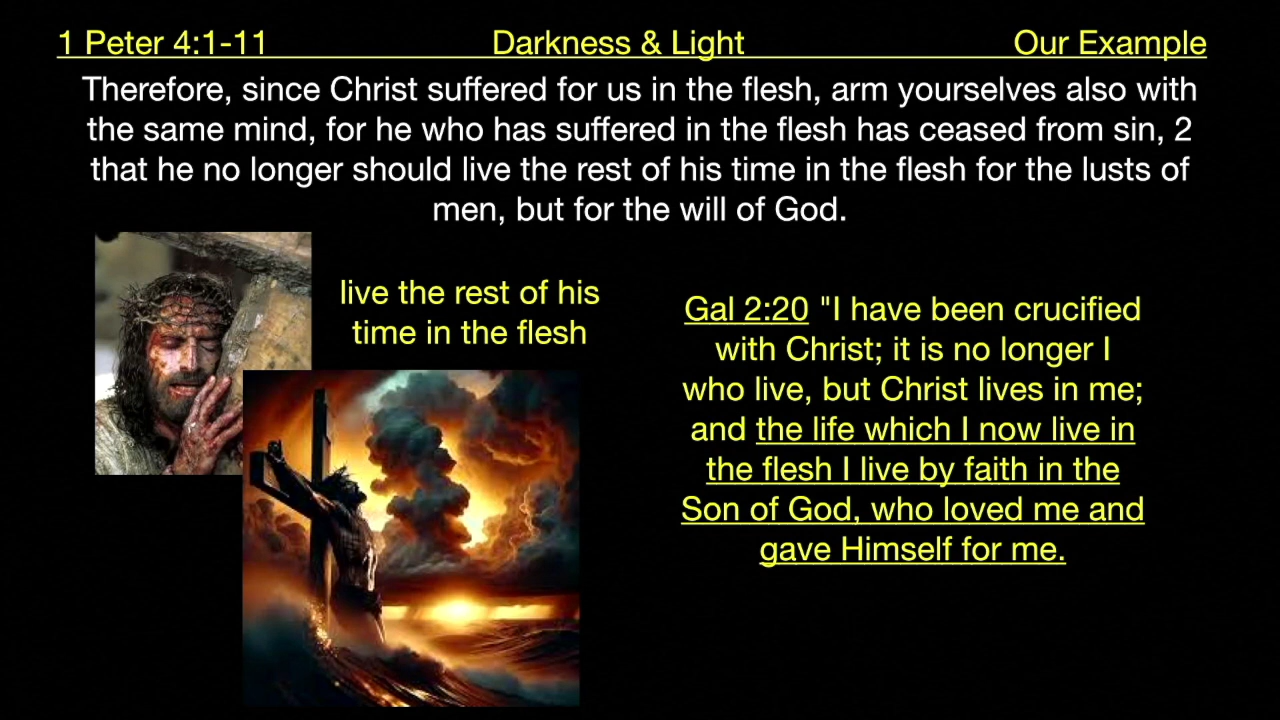 1 Peter 4:1-11 Darkness & Light Our Example
Therefore, since Christ suffered for us in the flesh, arm yourselves also with
the same mind, for he who has suffered in the flesh has ceased from sin, 2
that he no longer should live the rest of his time in the flesh for the lusts of
men, but for the will of God.
live the rest of his
time in the flesh
Gal 2:20 "I have been crucified
with Christ; it is no longer I
who live, but Christ lives in me;
and the life which I now live in
the flesh I live by faith in the
Son of God, who loved me and
gave Himself for me.